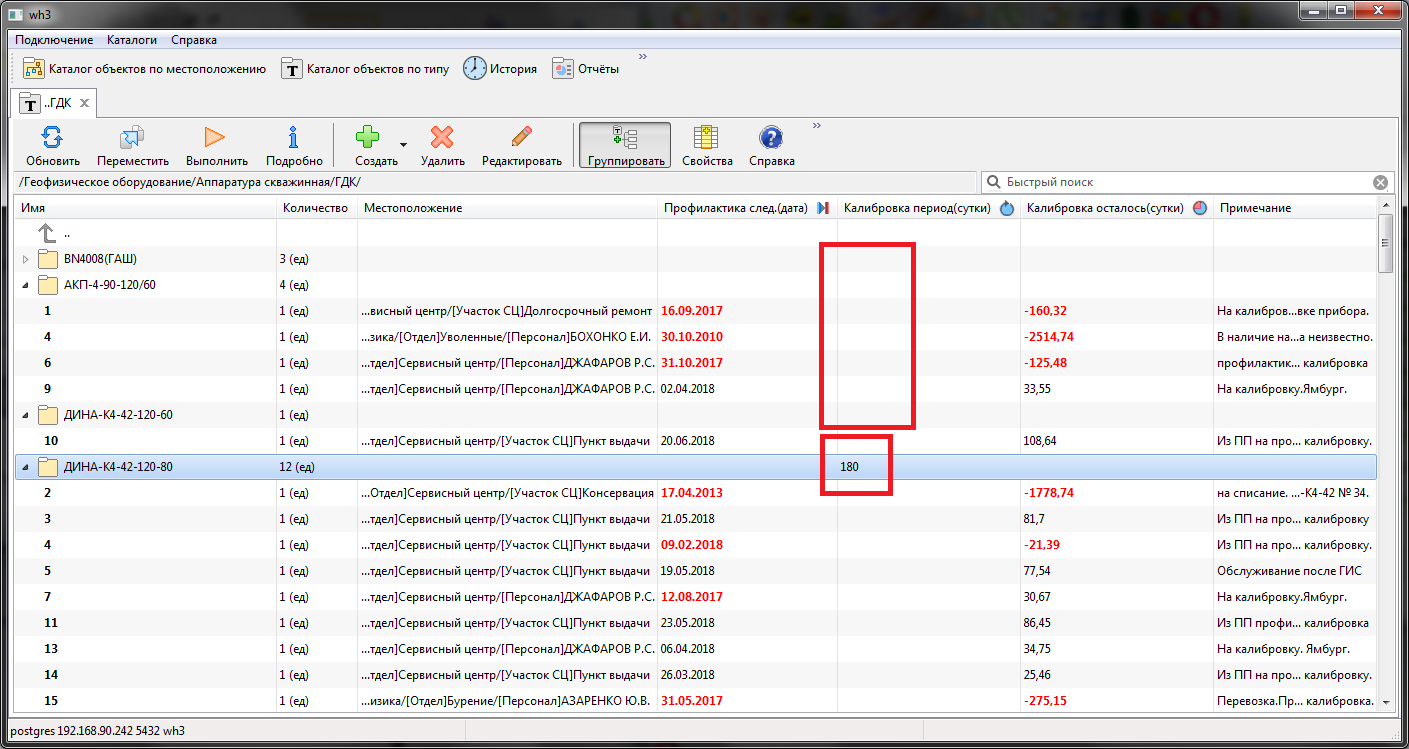 wh3
Подключение Каталоги Справка
Каталог объектов по местоположению T Каталог объектов по типу История Отчёты »
T ..ГДК
Обновить Переместить Выполнить Подробно Создать Удалить Редактировать Группировать Свойства Справка »
/Геофизическое оборудование/Аппаратура скважинная/ГДК/ Быстрый поиск
Имя Количество Местоположение Профилактика след.(дата) Калибровка период(сутки) Калибровка осталось(сутки) Примечание
..
BN4008(ГАШ) 3 (ед)
АКП-4-90-120/60 4 (ед)
1 1 (ед) ...висный центр/[Участок СЦ]Долгосрочный ремонт 16.09.2017 -160,32 На калибров...вке прибора.
4 1 (ед) ...зика/[Отдел]Уволенные/[Персонал]БОХОНКО Е.И. 30.10.2010 -2514,74 В наличие на...а неизвестно.
6 1 (ед) ...тдел]Сервисный центр/[Персонал]ДЖАФАРОВ Р.С. 31.10.2017 -125,48 профилактик... калибровка
9 1 (ед) ...тдел]Сервисный центр/[Персонал]ДЖАФАРОВ Р.С. 02.04.2018 33,55 На калибровку.Ямбург.
ДИНА-К4-42-120-60 1 (ед)
10 1 (ед) ...тдел]Сервисный центр/[Участок СЦ]Пункт выдачи 20.06.2018 108,64 Из ПП на про... калибровку.
ДИНА-К4-42-120-80 12 (ед) 180
2 1 (ед) ...Отдел]Сервисный центр/[Участок СЦ]Консервация 17.04.2013 -1778,74 на списание. ...-К4-42 № 34.
3 1 (ед) ...тдел]Сервисный центр/[Участок СЦ]Пункт выдачи 21.05.2018 81,7 Из ПП на про... калибровку
4 1 (ед) ...тдел]Сервисный центр/[Участок СЦ]Пункт выдачи 09.02.2018 -21,39 Из ПП на про... калибровку.
5 1 (ед) ...тдел]Сервисный центр/[Участок СЦ]Пункт выдачи 19.05.2018 77,54 Обслуживание после ГИС
7 1 (ед) ...тдел]Сервисный центр/[Персонал]ДЖАФАРОВ Р.С. 12.08.2017 30,67 На калибровку.Ямбург.
11 1 (ед) ...тдел]Сервисный центр/[Участок СЦ]Пункт выдачи 23.05.2018 86,45 Из ПП профи... калибровка
13 1 (ед) ...тдел]Сервисный центр/[Персонал]ДЖАФАРОВ Р.С. 06.04.2018 34,75 На калибровку. Ямбург.
14 1 (ед) ...тдел]Сервисный центр/[Участок СЦ]Пункт выдачи 26.03.2018 25,46 Из ПП на про... калибровку.
15 1 (ед) ...изика/[Отдел]Бурение/[Персонал]АЗАРЕНКО Ю.В. 31.05.2017 -275,15 Перевозка.Пр... калибровка.
postgres 192.168.90.242 5432 wh3